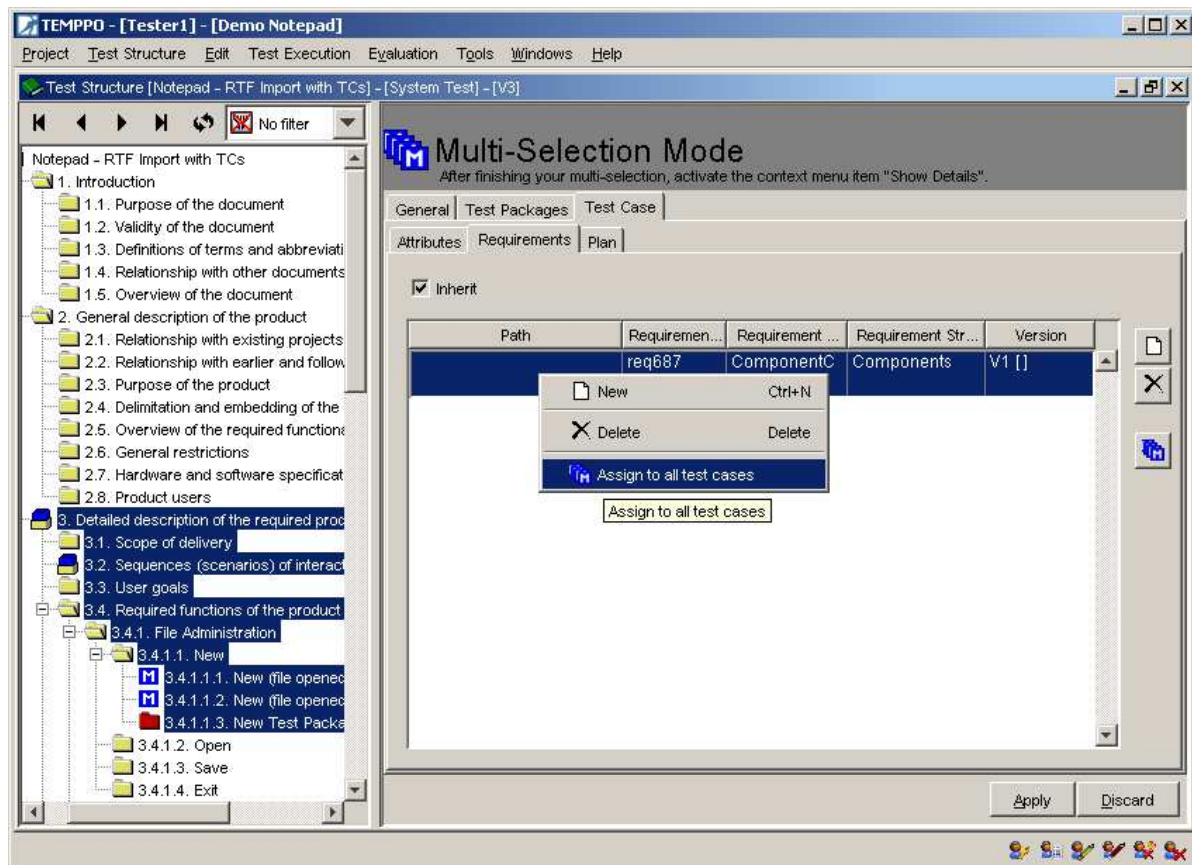 TEMPPO - [Tester1] - [Demo Notepad]
Project Test Structure Edit Test Execution Evaluation Tools Windows Help
Test Structure [Notepad - RTF Import with TCs] - [System Test] - [V3]
No filter
Notepad - RTF Import with TCs
1. Introduction
1.1. Purpose of the document
1.2. Validity of the document
1.3. Definitions of terms and abbreviati
1.4. Relationship with other documents
1.5. Overview of the document
2. General description of the product
2.1. Relationship with existing projects
2.2. Relationship with earlier and follow
2.3. Purpose of the product
2.4. Delimitation and embedding of the
2.5. Overview of the required functions
2.6. General restrictions
2.7. Hardware and software specificat
2.8. Product users
3. Detailed description of the required proc
3.1. Scope of delivery
3.2. Sequences (scenarios) of interact
3.3. User goals
3.4. Required functions of the product
3.4.1. File Administration
3.4.1.1. New
M 3.4.1.1.1. New (file opened
M 3.4.1.1.2. New (file opened
3.4.1.1.3. New Test Packa
3.4.1.2. Open
3.4.1.3. Save
3.4.1.4. Exit
M Multi-Selection Mode
After finishing your multi-selection, activate the context menu item "Show Details".
General Test Packages Test Case
Attributes Requirements Plan
Inherit
Path Requiremen... Requirement ... Requirement Str... Version
req687 ComponentC Components V1 []
New Ctrl+N
Delete Delete
M Assign to all test cases
Assign to all test cases
M
Apply Discard